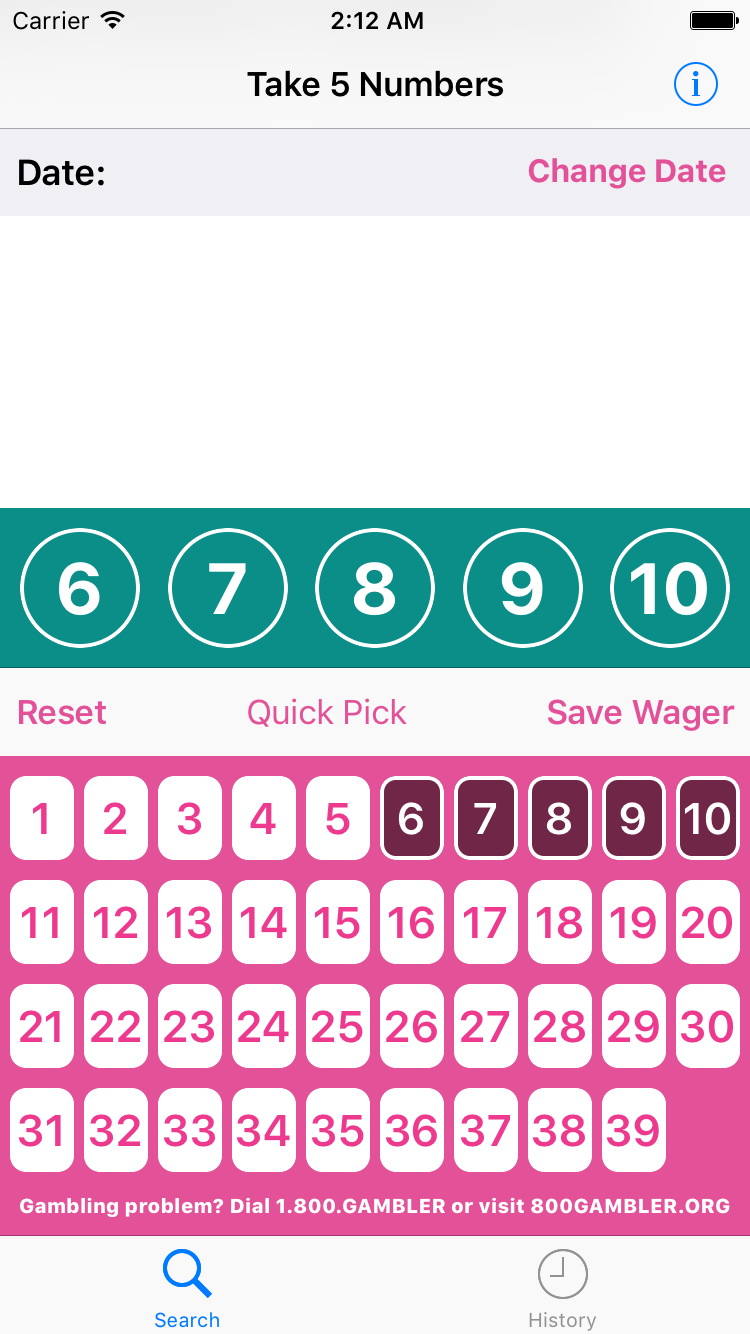 Carrier 2:12 AM
Take 5 Numbers i
Date: Change Date
6 7 8 9 10
Reset Quick Pick Save Wager
1 2 3 4 5 6 7 8 9 10
11 12 13 14 15 16 17 18 19 20
21 22 23 24 25 26 27 28 29 30
31 32 33 34 35 36 37 38 39
Gambling problem? Dial 1.800.GAMBLER or visit 800GAMBLER.ORG
Search History